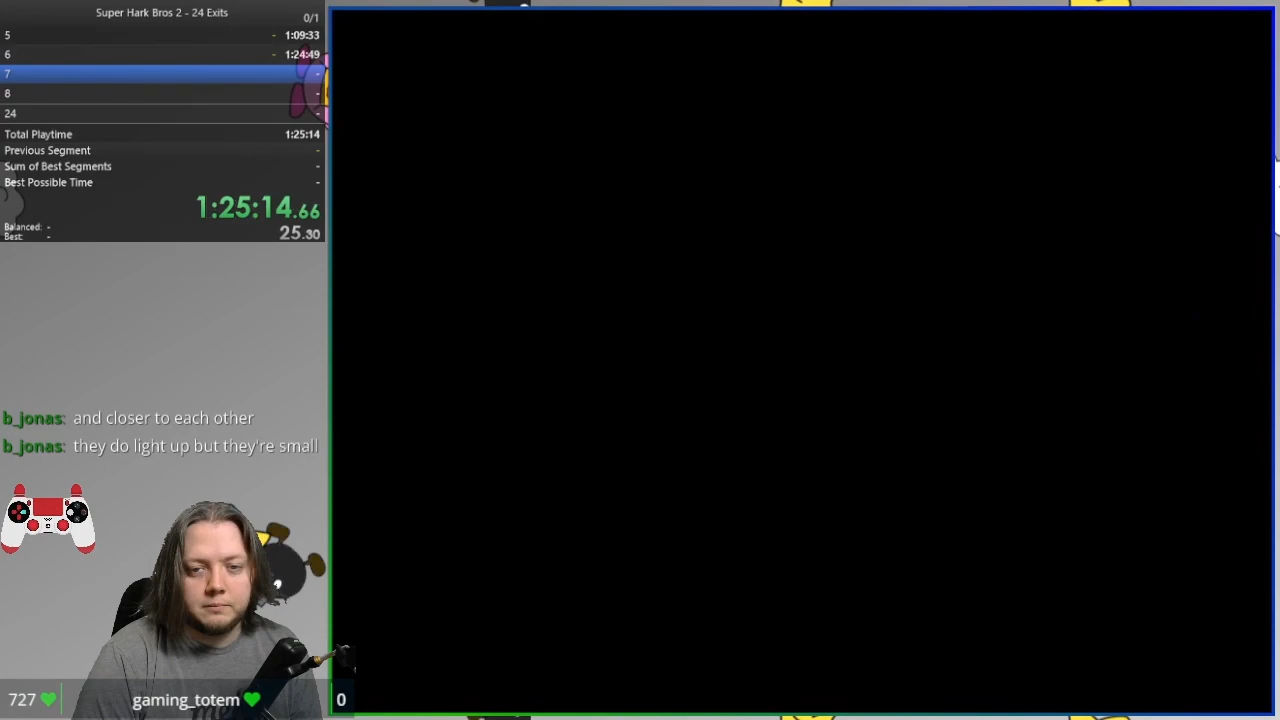 Super Hark Bros 2 - 24 Exits
0/1
5 - 1:09:33
6 - 1:24:49
7 -
8 -
24 -
Total Playtime 1:25:14
Previous Segment -
Sum of Best Segments -
Best Possible Time -
1:25:14.66
Balanced: -
Best: -
25.30
b_jonas: and closer to each other
b_jonas: they do light up but they're small
727
gaming_totem
0